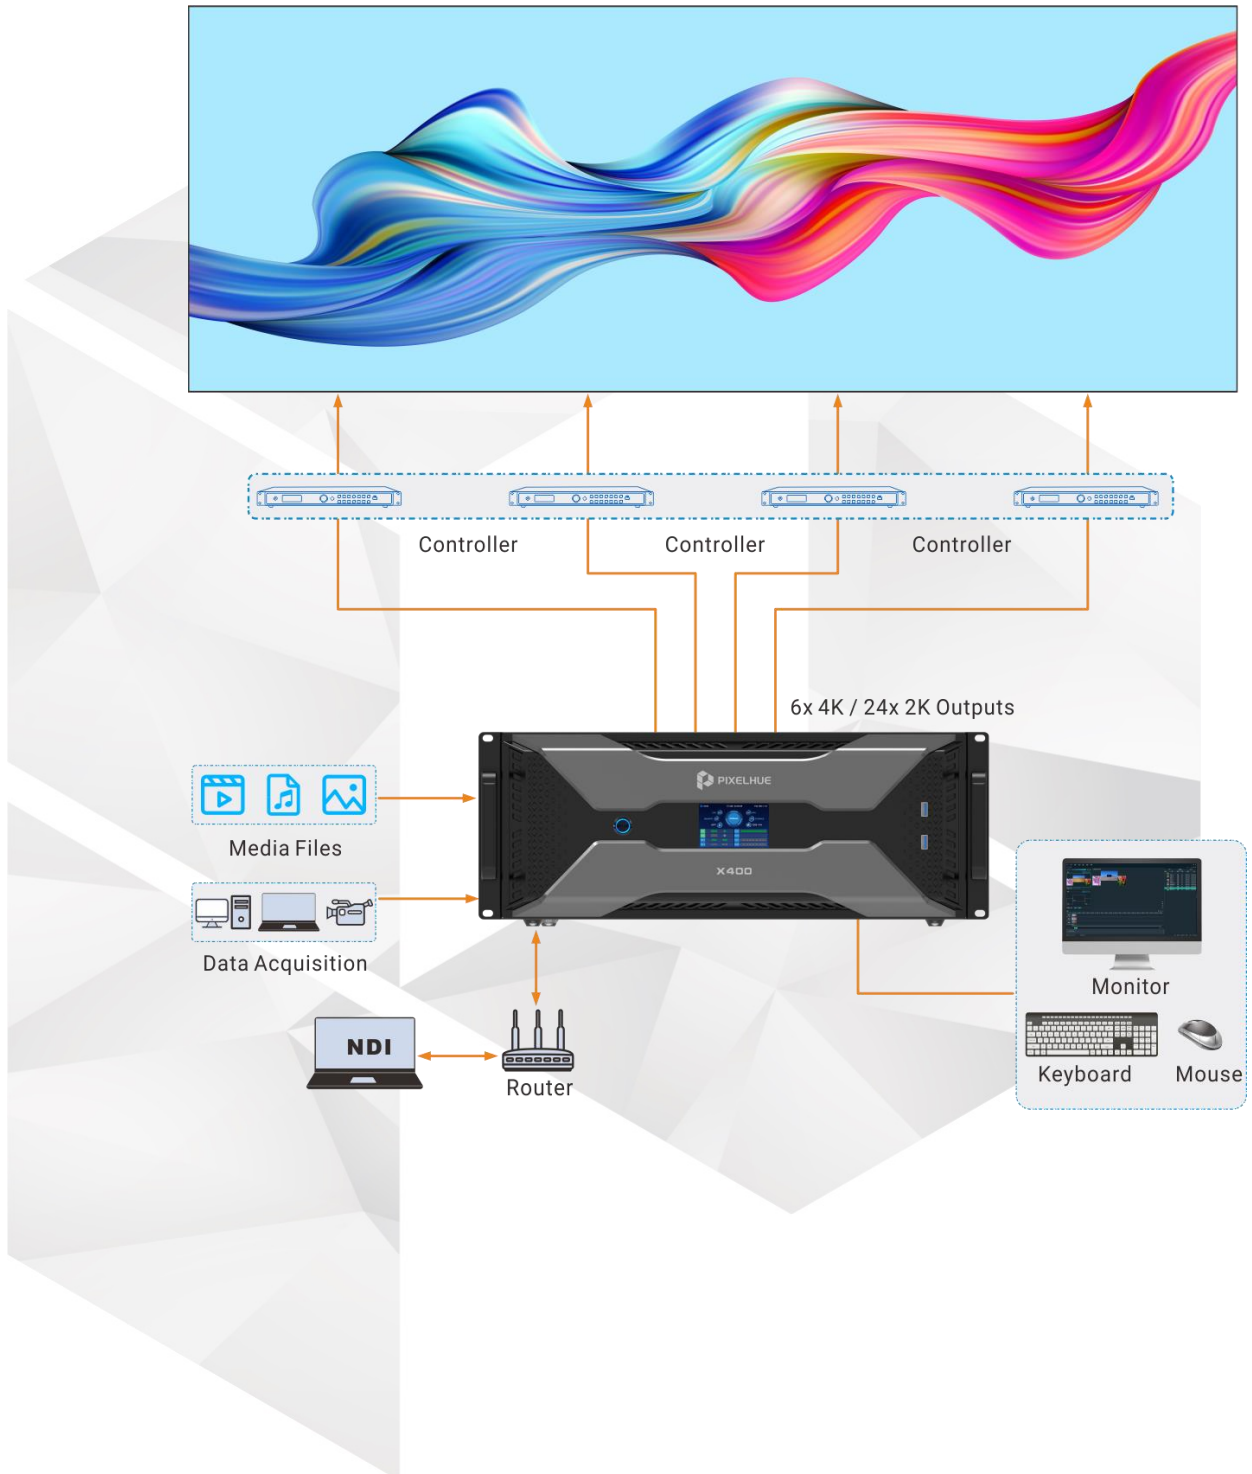 Controller
Controller
Controller
6x 4K / 24x 2K Outputs
PIXELHUE
X400
Media Files
Data Acquisition
NDI
Router
Monitor
Keyboard
Mouse